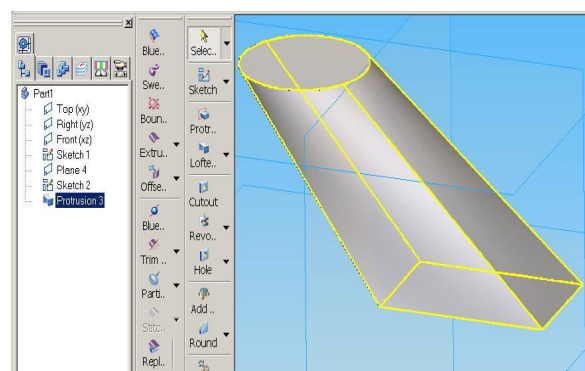 Part1
Top (xy)
Right (yz)
Front (xz)
Sketch 1
Plane 4
Sketch 2
Protrusion 3
Blue..
Swe..
Boun..
Extru..
Offse..
Blue..
Trim ..
Parti..
Stitc..
Repl..
Selec..
Sketch
Protr..
Lofte..
Cutout
Revo..
Hole
Add ..
Round